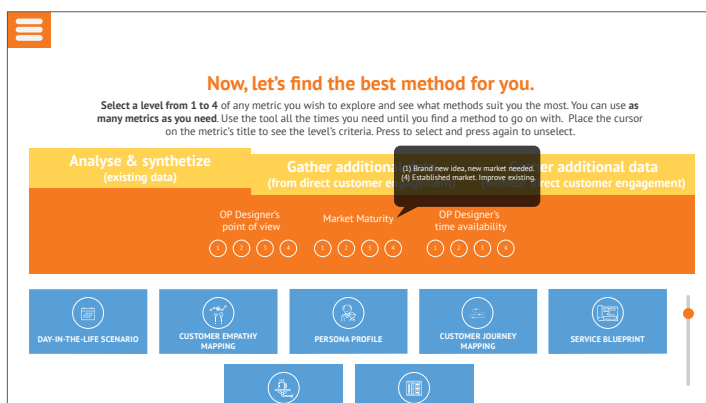 Now, let's find the best method for you.
Select a level from 1 to 4 of any metric you wish to explore and see what methods suit you the most. You can use as
many metrics as you need. Use the tool all the times you need until you find a method to go on with. Place the cursor
on the metric's title to see the level's criteria. Press to select and press again to unselect.
Analyse & synthetize
(existing data)
Gather additional
(from direct customer en
(1) Brand new idea, new market needed.
(4) Established market. Improve existing.
er additional data
direct customer engagement)
OP Designer's
point of view
1 2 3 4
Market Maturity
1 2 3 4
OP Designer's
time availability
1 2 3 4
DAY-IN-THE-LIFE SCENARIO
CUSTOMER EMPATHY
MAPPING
PERSONA PROFILE
CUSTOMER JOURNEY
MAPPING
SERVICE BLUEPRINT